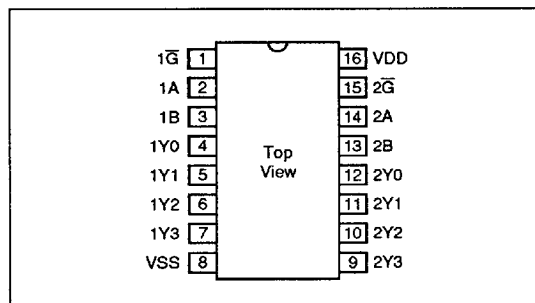 1G̅ 1 16 VDD
1A 2 15 2G̅
1B 3 14 2A
1Y0 4 13 2B
Top
1Y1 5 12 2Y0
View
1Y2 6 11 2Y1
1Y3 7 10 2Y2
VSS 8 9 2Y3